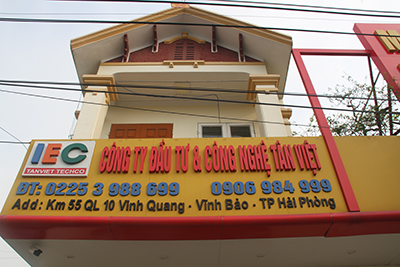 IEC
TANVIET TECHCO
CÔNG TY ĐẦU TƯ & CÔNG NGHỆ TÂN VIỆT
ĐT: 0225 3 988 699 0906 984 999
Add: Km 55 QL 10 Vinh Quang - Vĩnh Bảo - TP Hải Phòng